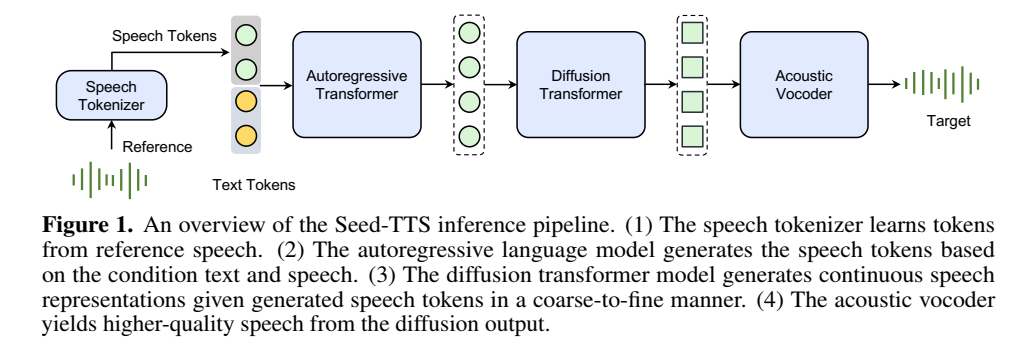 Speech Tokens
Speech
Tokenizer
Reference
Text Tokens
Autoregressive
Transformer
Diffusion
Transformer
Acoustic
Vocoder
Target
Figure 1. An overview of the Seed-TTS inference pipeline. (1) The speech tokenizer learns tokens
from reference speech. (2) The autoregressive language model generates the speech tokens based
on the condition text and speech. (3) The diffusion transformer model generates continuous speech
representations given generated speech tokens in a coarse-to-fine manner. (4) The acoustic vocoder
yields higher-quality speech from the diffusion output.